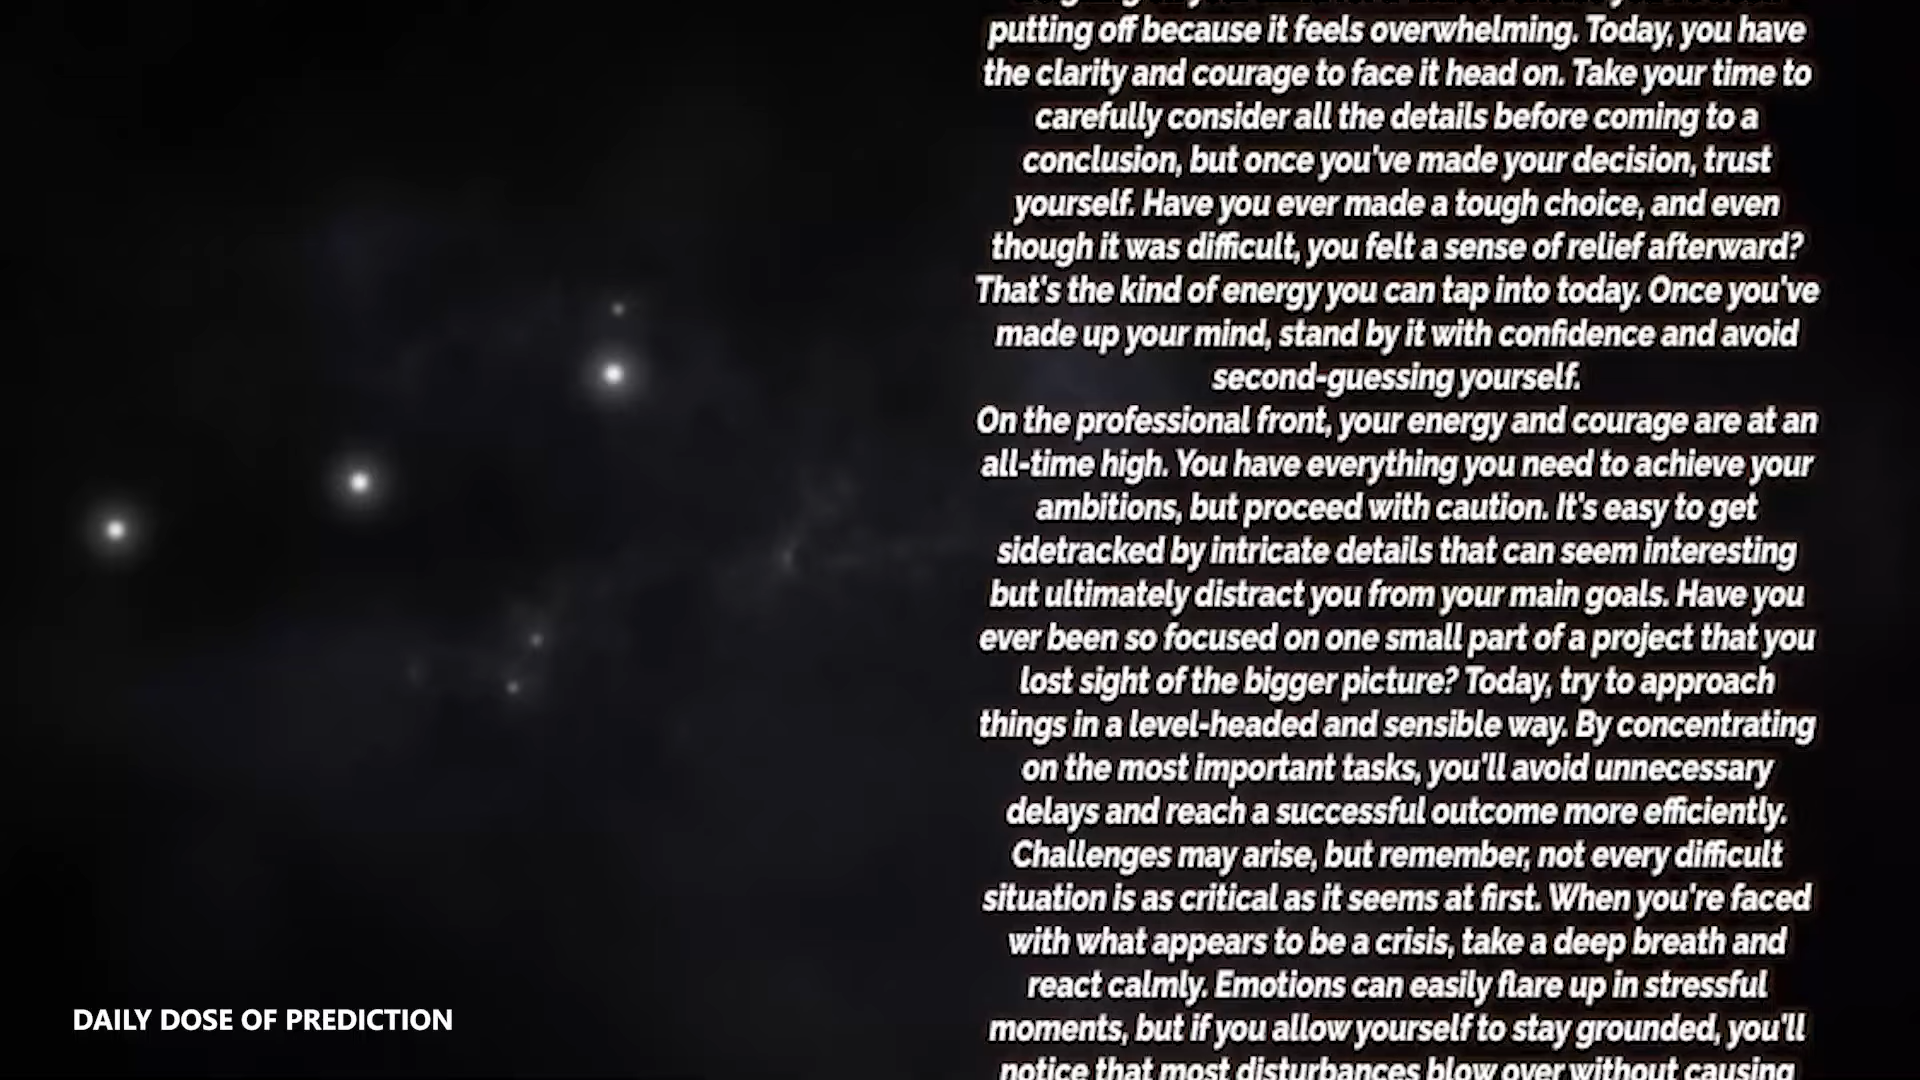 putting off because it feels overwhelming. Today, you have
the clarity and courage to face it head on. Take your time to
carefully consider all the details before coming to a
conclusion, but once you've made your decision, trust
yourself. Have you ever made a tough choice, and even
though it was difficult, you felt a sense of relief afterward?
That's the kind of energy you can tap into today. Once you've
made up your mind, stand by it with confidence and avoid
second-guessing yourself.
On the professional front, your energy and courage are at an
all-time high. You have everything you need to achieve your
ambitions, but proceed with caution. It's easy to get
sidetracked by intricate details that can seem interesting
but ultimately distract you from your main goals. Have you
ever been so focused on one small part of a project that you
lost sight of the bigger picture? Today, try to approach
things in a level-headed and sensible way. By concentrating
on the most important tasks, you'll avoid unnecessary
delays and reach a successful outcome more efficiently.
Challenges may arise, but remember, not every difficult
situation is as critical as it seems at first. When you're faced
with what appears to be a crisis, take a deep breath and
react calmly. Emotions can easily flare up in stressful
moments, but if you allow yourself to stay grounded, you'll
notice that most disturbances blow over without causing
DAILY DOSE OF PREDICTION